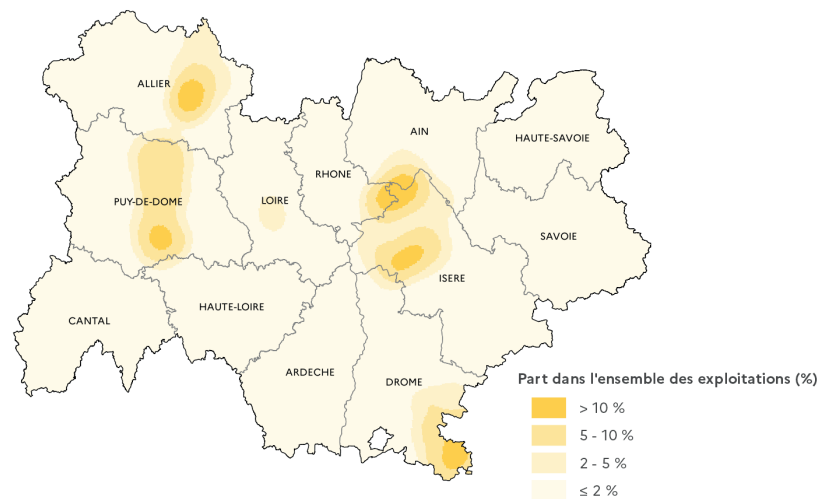 ALLIER
AIN
HAUTE-SAVOIE
RHONE
PUY-DE-DOME
LOIRE
SAVOIE
ISERE
HAUTE-LOIRE
CANTAL
ARDECHE
DROME
Part dans l'ensemble des exploitations (%)
> 10 %
5 - 10 %
2 - 5 %
≤ 2 %